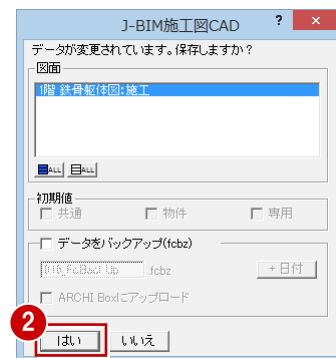 J-BIM施工図CAD ? ×
データが変更されています。保存しますか?
図面
1階 鉄骨躯体図:施工
ALL ALL
初期値
共通 物件 専用
データをバックアップ(fcbz)
fcbz +日付
ARCHI Boxにアップロード
2
はい いいえ